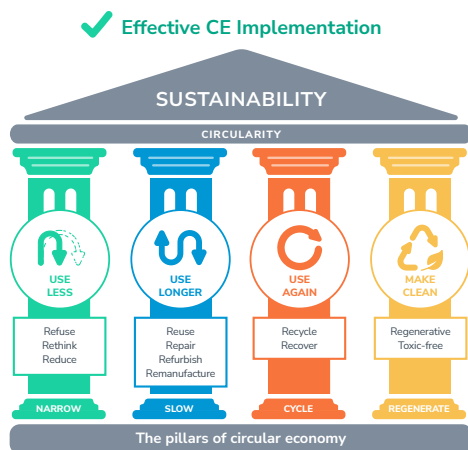 Effective CE Implementation
SUSTAINABILITY
CIRCULARITY
USE
LESS
Refuse
Rethink
Reduce
NARROW
USE
LONGER
Reuse
Repair
Refurbish
Remanufacture
SLOW
USE
AGAIN
Recycle
Recover
CYCLE
MAKE
CLEAN
Regenerative
Toxic-free
REGENERATE
The pillars of circular economy